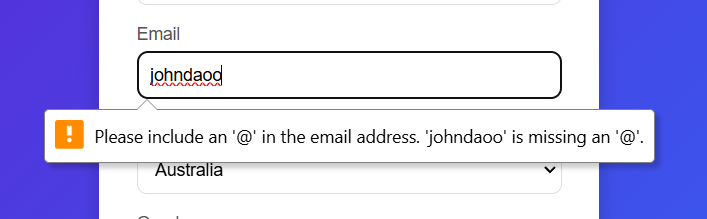 Email
johndaoo
Please include an '@' in the email address. 'johndaoo' is missing an '@'.
Australia